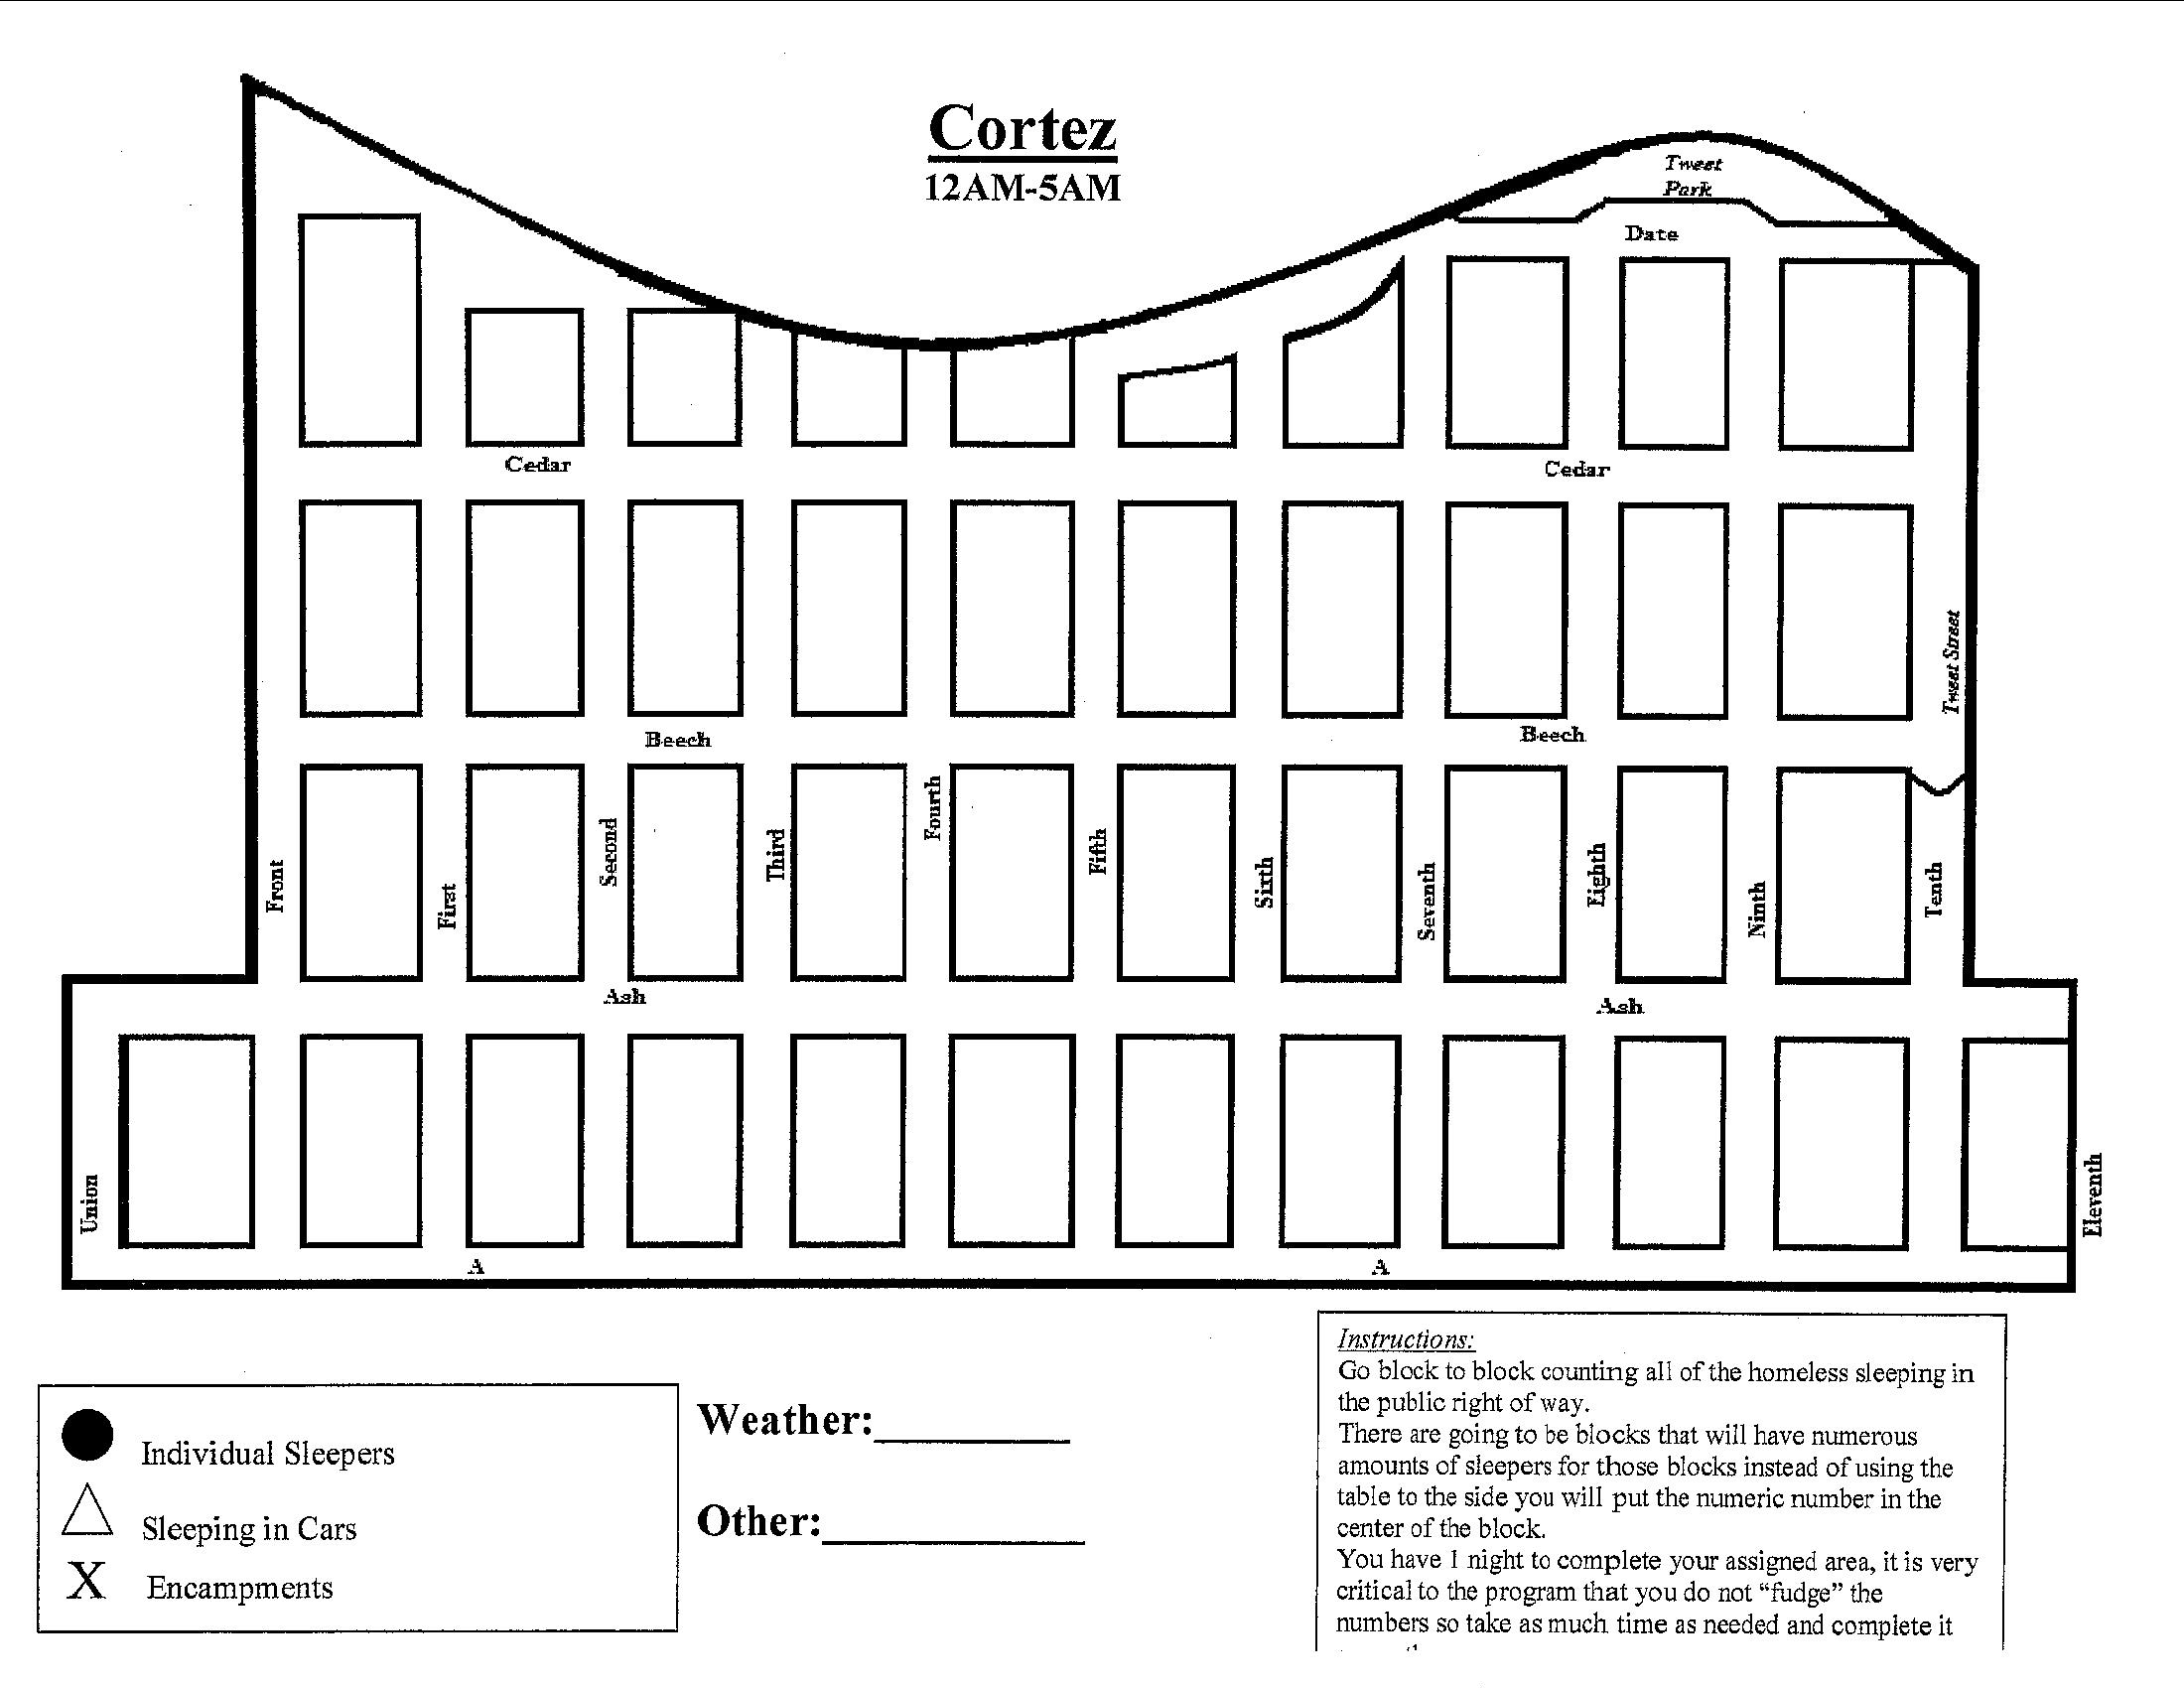 Cortez
12AM-5AM
Tweet
Park
Date
Cedar
Cedar
Tweet Street
Beech
Beech
Front
First
Second
Third
Fourth
Fifth
Sixth
Seventh
Eighth
Ninth
Tenth
Ash
Ash
Union
Eleventh
A
A
Individual Sleepers
Sleeping in Cars
X Encampments
Weather:__________
Other:_____________
Instructions:
Go block to block counting all of the homeless sleeping in
the public right of way.
There are going to be blocks that will have numerous
amounts of sleepers for those blocks instead of using the
table to the side you will put the numeric number in the
center of the block.
You have 1 night to complete your assigned area, it is very
critical to the program that you do not “fudge” the
numbers so take as much time as needed and complete it